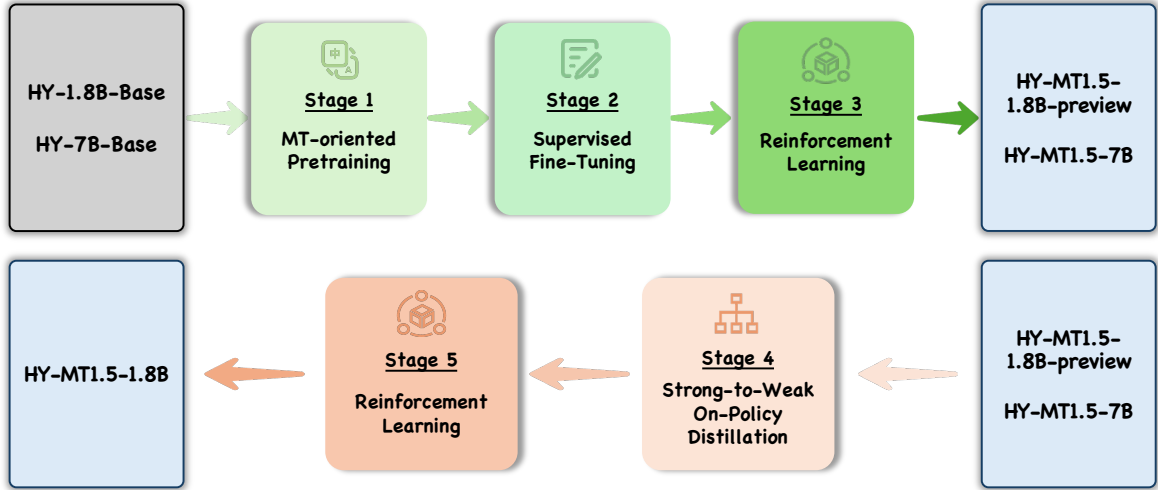 HY-1.8B-Base
HY-7B-Base
中
A
Stage 1
MT-oriented
Pretraining
Stage 2
Supervised
Fine-Tuning
Stage 3
Reinforcement
Learning
HY-MT1.5-
1.8B-preview
HY-MT1.5-7B
HY-MT1.5-1.8B
Stage 5
Reinforcement
Learning
Stage 4
Strong-to-Weak
On-Policy
Distillation
HY-MT1.5-
1.8B-preview
HY-MT1.5-7B